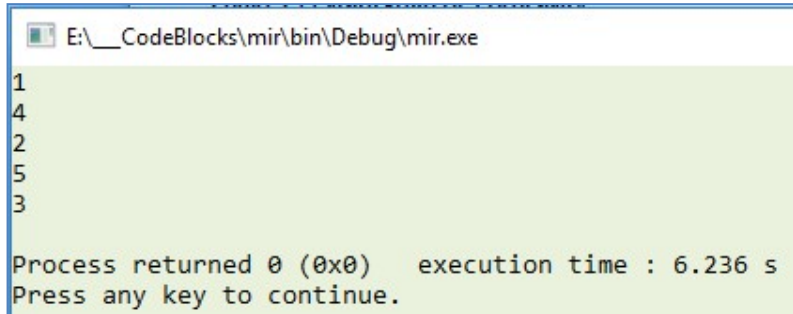 E:\__CodeBlocks\mir\bin\Debug\mir.exe
1
4
2
5
3
Process returned 0 (0x0)   execution time : 6.236 s
Press any key to continue.